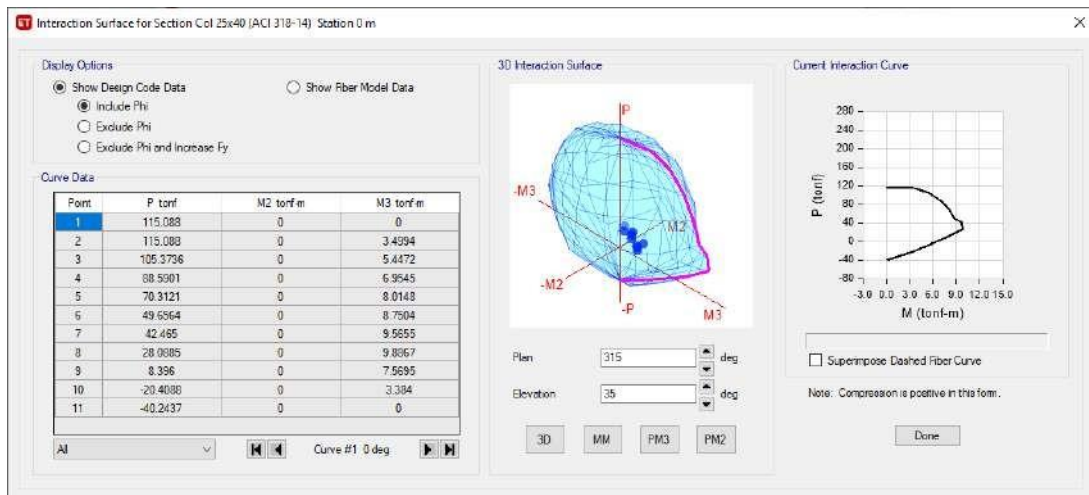 Interaction Surface for Section Col 25x40 (ACI 318-14) Station 0 m
Display Options
Show Design Code Data
Show Fiber Model Data
Include Phi
Exclude Phi
Exclude Phi and Increase Fy
Curve Data
Point P tonf M2 tonf-m M3 tonf-m
1 115.088 0 0
2 115.088 0 3.4994
3 105.3736 0 5.4472
4 88.5901 0 6.9545
5 70.3121 0 8.0148
6 49.6564 0 8.7504
7 42.465 0 9.5655
8 28.0885 0 9.8867
9 8.396 0 7.5695
10 -20.4088 0 3.384
11 -40.2437 0 0
All
Curve #1 0 deg
3D Interaction Surface
P
-M3
M2
-M2
-P
M3
Plan 315 deg
Elevation 35 deg
3D MM PM3 PM2
Current Interaction Curve
280
240
200
160
120
80
40
0
-40
-80
P (tonf)
-3.0 0.0 3.0 6.0 9.0 12.0 15.0
M (tonf-m)
Superimpose Dashed Fiber Curve
Note: Compression is positive in this form.
Done